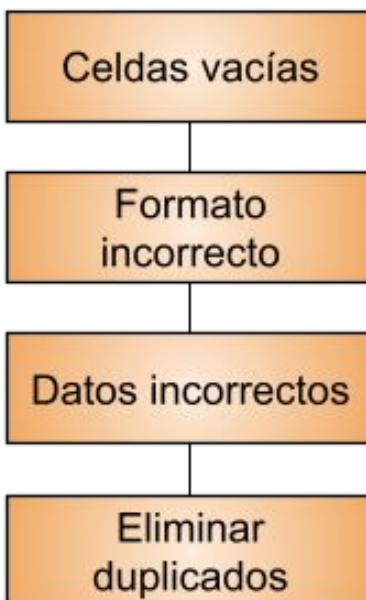 Celdas vacías
Formato
incorrecto
Datos incorrectos
Eliminar
duplicados